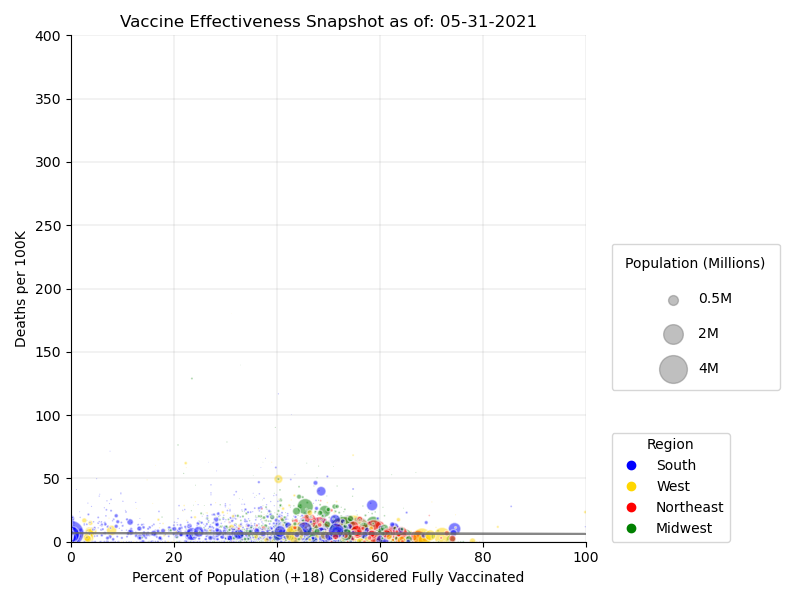 Vaccine Effectiveness Snapshot as of: 05-31-2021
400
350
300
250
200
150
100
50
0
Deaths per 100K
0 20 40 60 80 100
Percent of Population (+18) Considered Fully Vaccinated
Population (Millions)
0.5M
2M
4M
Region
South
West
Northeast
Midwest